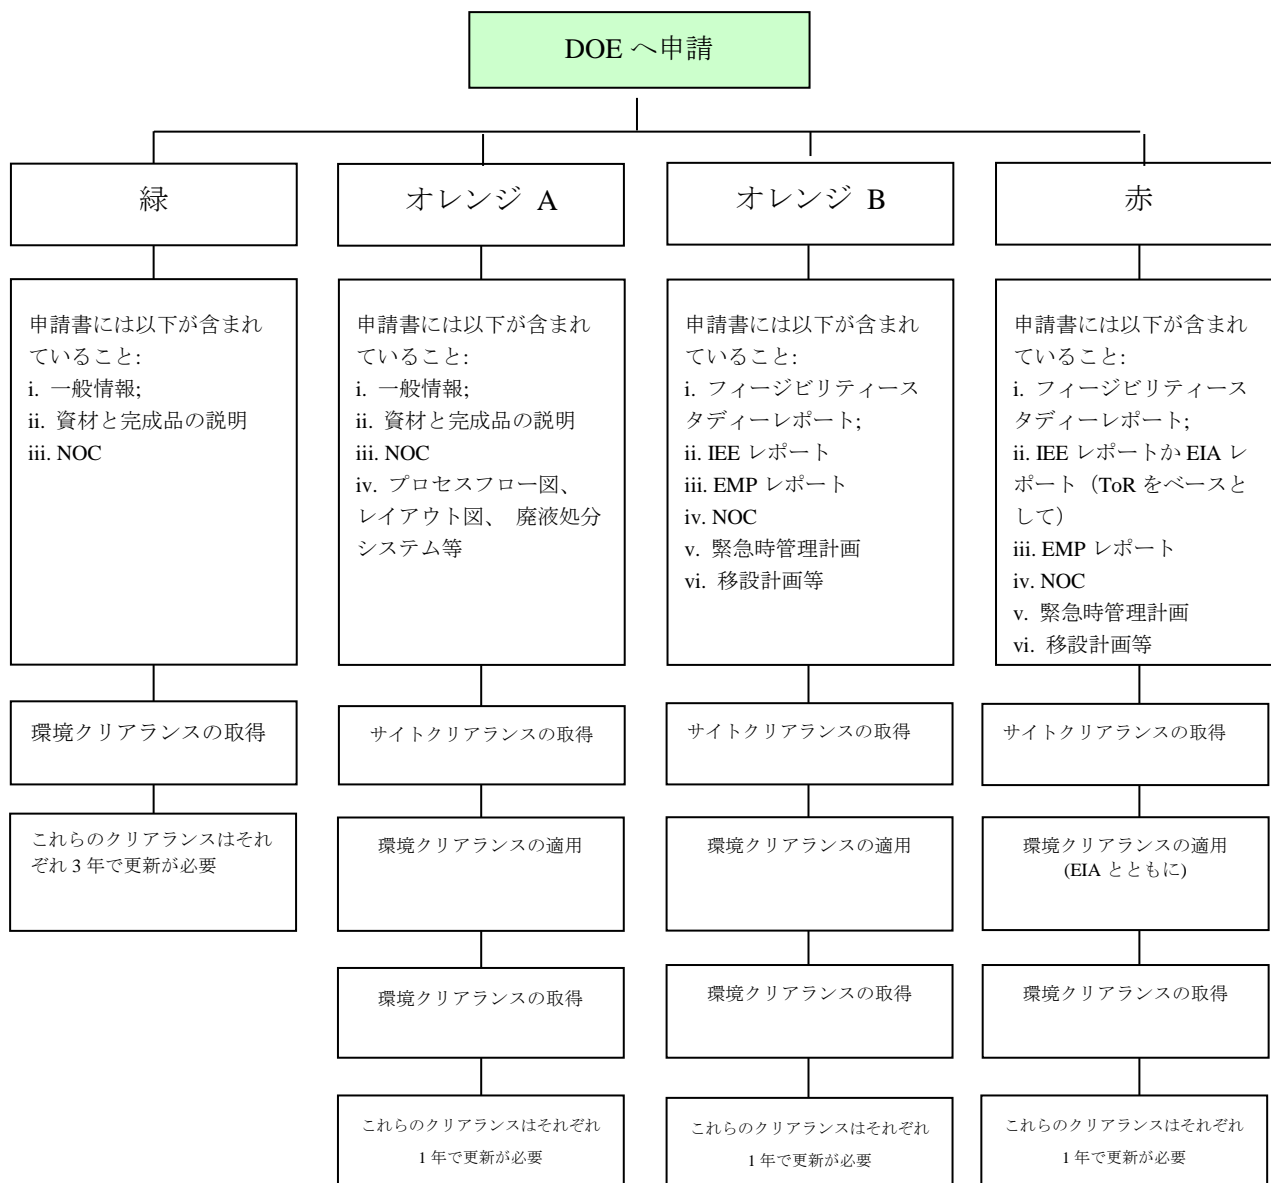 DOE へ申請
緑
オレンジ A
オレンジ B
赤
申請書には以下が含まれ
ていること:
i. 一般情報;
ii. 資材と完成品の説明
iii. NOC
申請書には以下が含まれ
ていること:
i. 一般情報;
ii. 資材と完成品の説明
iii. NOC
iv. プロセスフロー図、
レイアウト図、 廃液処分
システム等
申請書には以下が含まれ
ていること:
i. フィージビリティース
タディーレポート;
ii. IEE レポート
iii. EMP レポート
iv. NOC
v. 緊急時管理計画
vi. 移設計画等
申請書には以下が含まれ
ていること:
i. フィージビリティース
タディーレポート;
ii. IEE レポートか EIA レ
ポート（ToR をベースと
して）
iii. EMP レポート
iv. NOC
v. 緊急時管理計画
vi. 移設計画等
環境クリアランスの取得
サイトクリアランスの取得
サイトクリアランスの取得
サイトクリアランスの取得
これらのクリアランスはそれ
ぞれ 3 年で更新が必要
環境クリアランスの適用
環境クリアランスの適用
環境クリアランスの適用
(EIA とともに)
環境クリアランスの取得
環境クリアランスの取得
環境クリアランスの取得
これらのクリアランスはそれぞれ
1 年で更新が必要
これらのクリアランスはそれぞれ
1 年で更新が必要
これらのクリアランスはそれぞれ
1 年で更新が必要